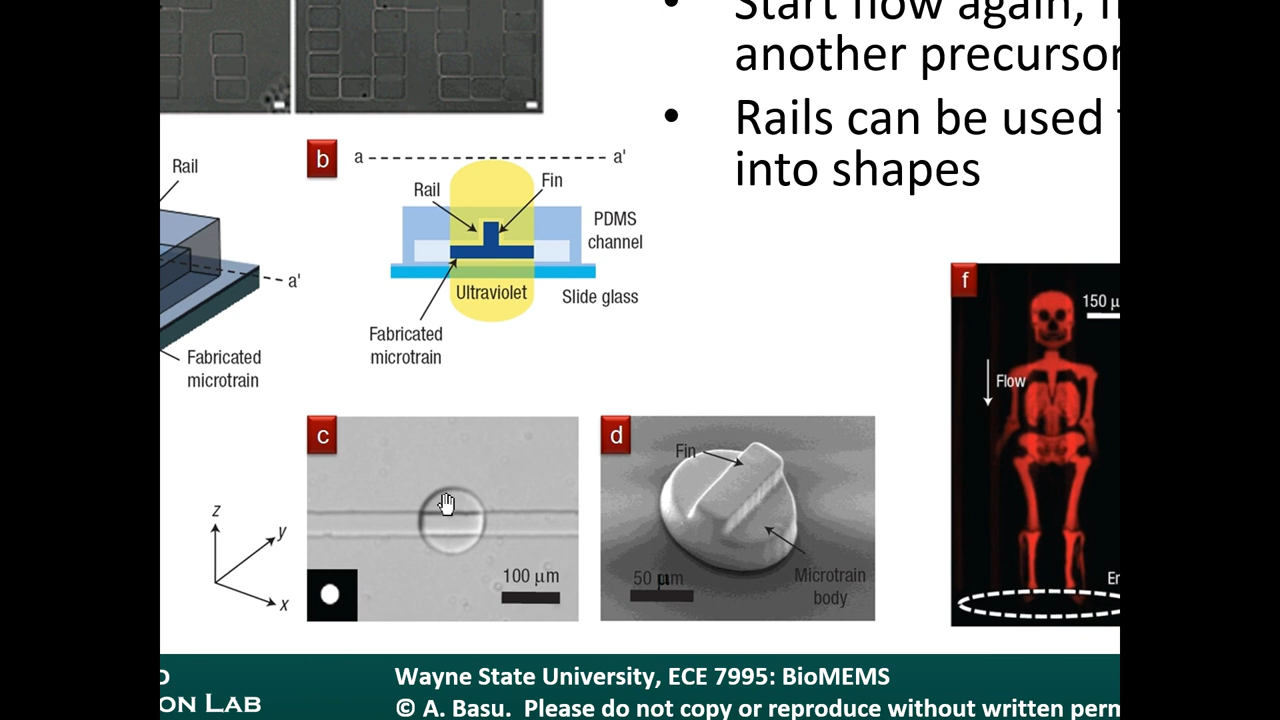 Start flow again,
another precursor
• Rails can be used
into shapes
Rail
a'
Fabricated
microtrain
b
a
a'
Rail
Fin
PDMS
channel
Ultraviolet
Slide glass
Fabricated
microtrain
c
100 μm
d
Fin
50 μm
Microtrain
body
z
y
x
f
150 μ
Flow
Wayne State University, ECE 7995: BioMEMS
ON LAB
© A. Basu. Please do not copy or reproduce without written perm